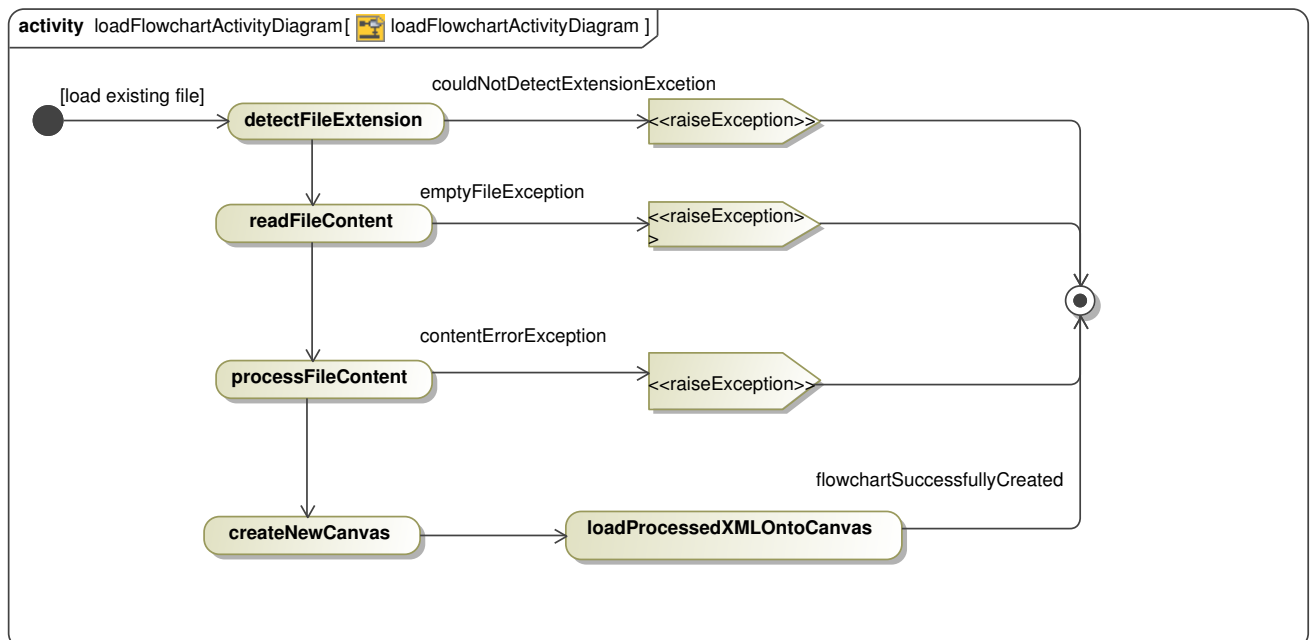 activity loadFlowchartActivityDiagram[ loadFlowchartActivityDiagram ]
[load existing file]
couldNotDetectExtensionExcetion
detectFileExtension
<<raiseException>>
emptyFileException
readFileContent
<<raiseException>
>
contentErrorException
processFileContent
<<raiseException>>
flowchartSuccessfullyCreated
createNewCanvas
loadProcessedXMLOntoCanvas